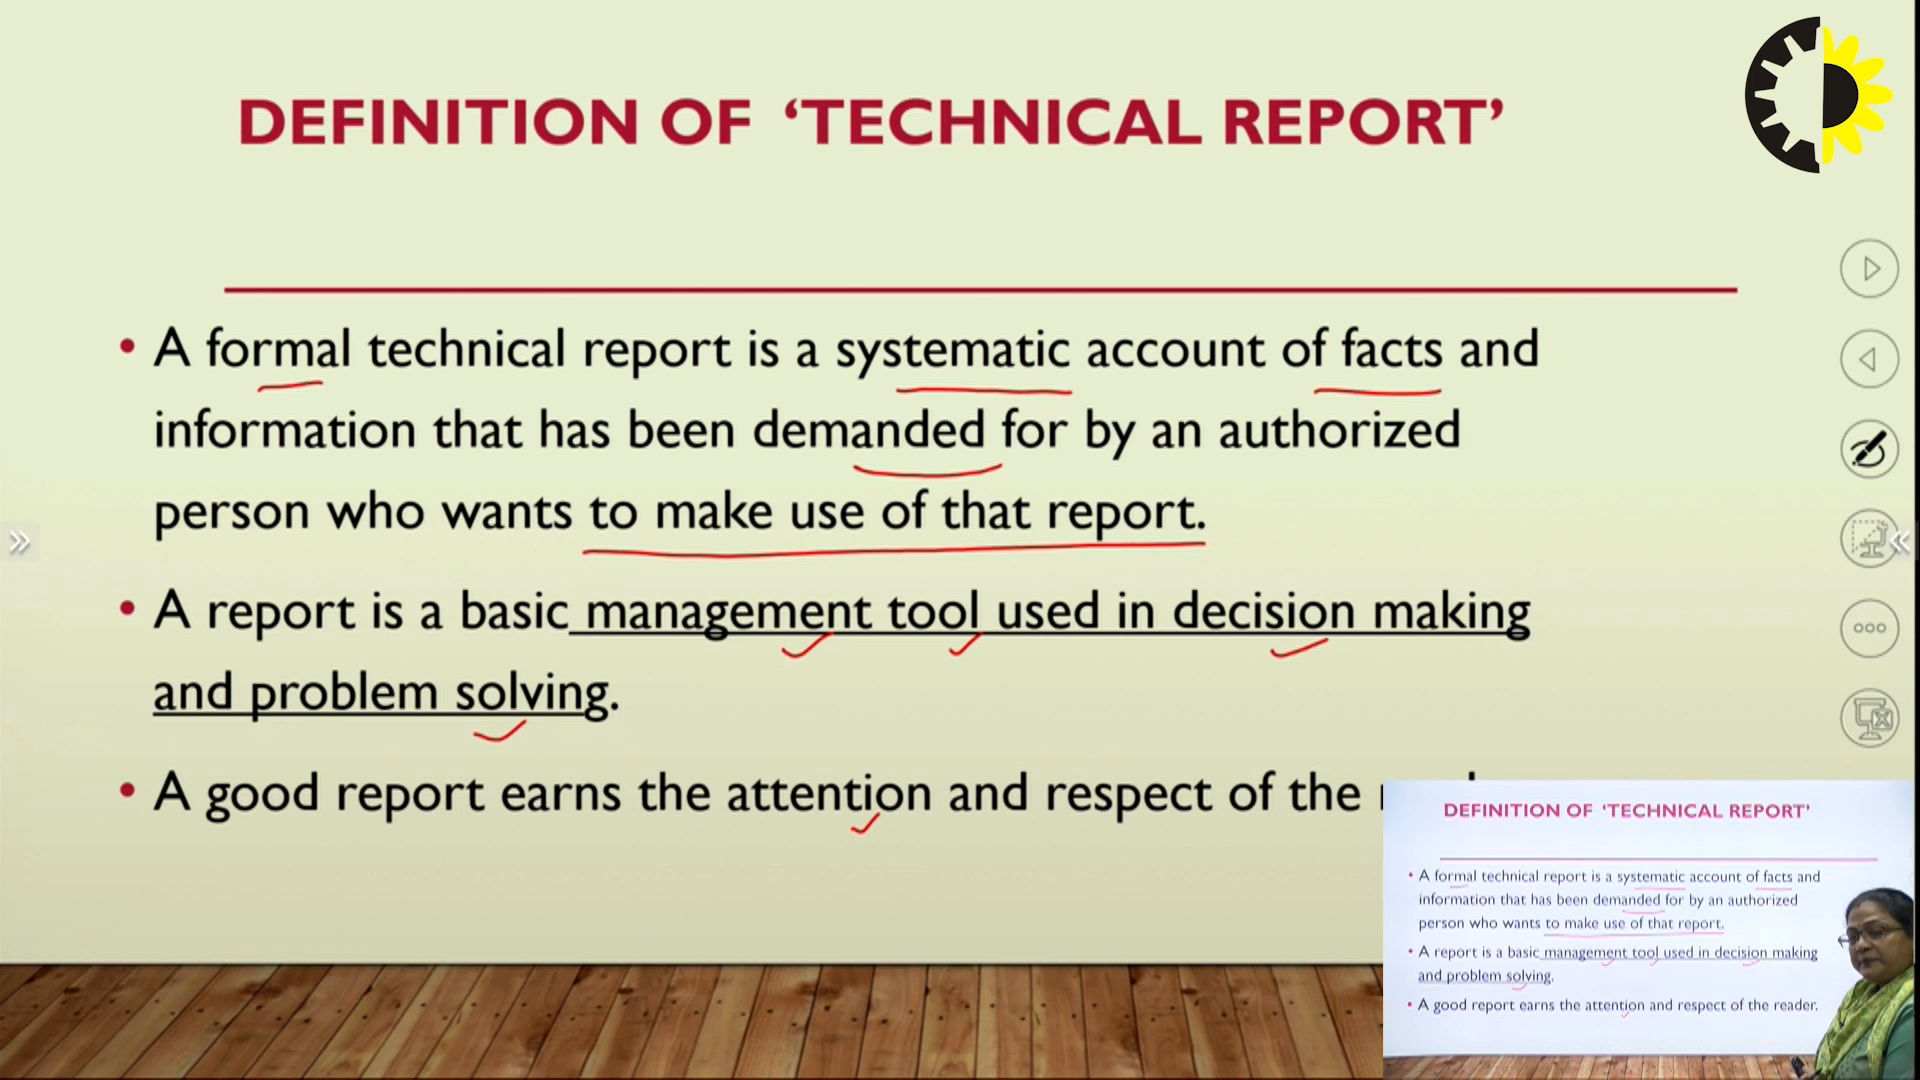 DEFINITION OF ‘TECHNICAL REPORT’
• A formal technical report is a systematic account of facts and
information that has been demanded for by an authorized
person who wants to make use of that report.
• A report is a basic management tool used in decision making
and problem solving.
• A good report earns the attention and respect of the
DEFINITION OF ‘TECHNICAL REPORT’
• A formal technical report is a systematic account of facts and
information that has been demanded for by an authorized
person who wants to make use of that report.
• A report is a basic management tool used in decision making
and problem solving.
• A good report earns the attention and respect of the reader.